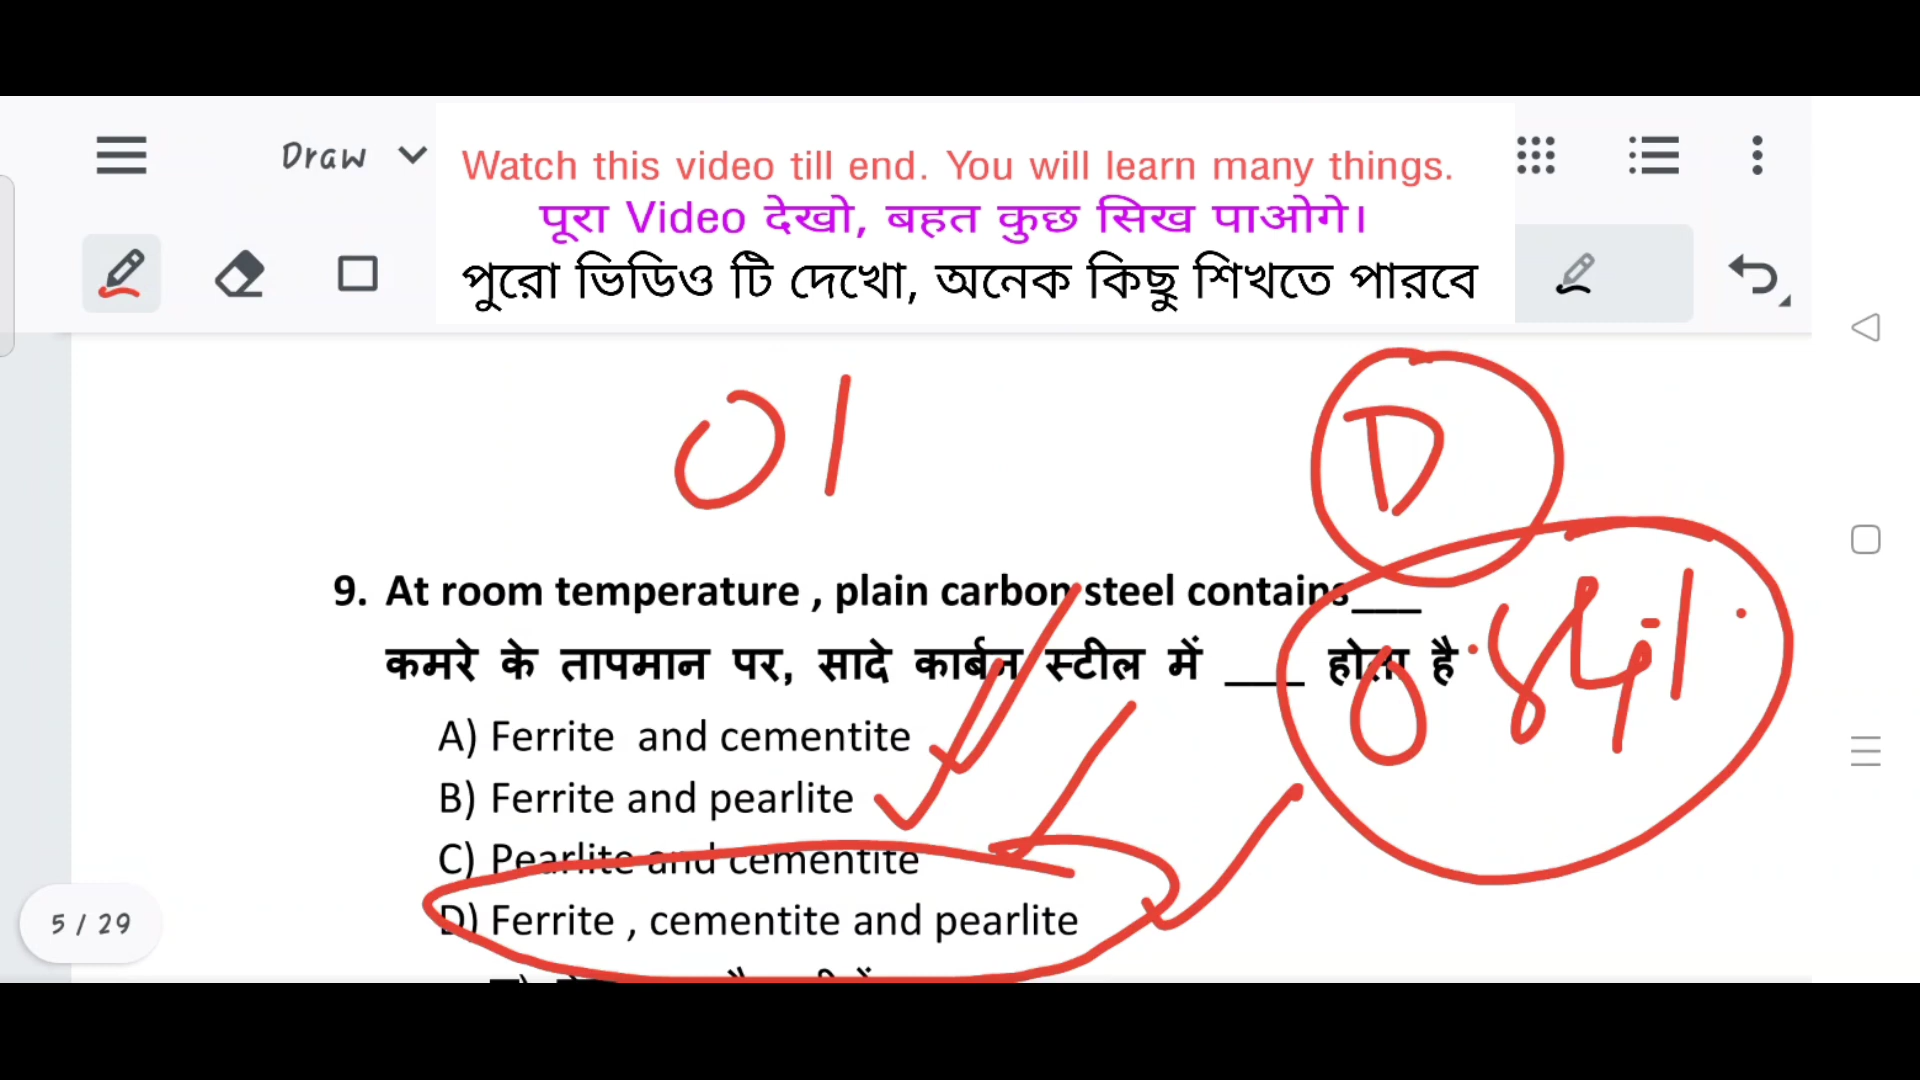 Draw
Watch this video till end. You will learn many things.
पूरा Video देखो, बहत कुछ सिख पाओगे।
পুরো ভিডিও টি দেখো, অনেক কিছু শিখতে পারবে
01
D
9. At room temperature , plain carbon steel contains___
कमरे के तापमान पर, सादे कार्बन स्टील में ___ होता है
A) Ferrite and cementite
B) Ferrite and pearlite
C) Pearlite and cementite
D) Ferrite , cementite and pearlite
5 / 29